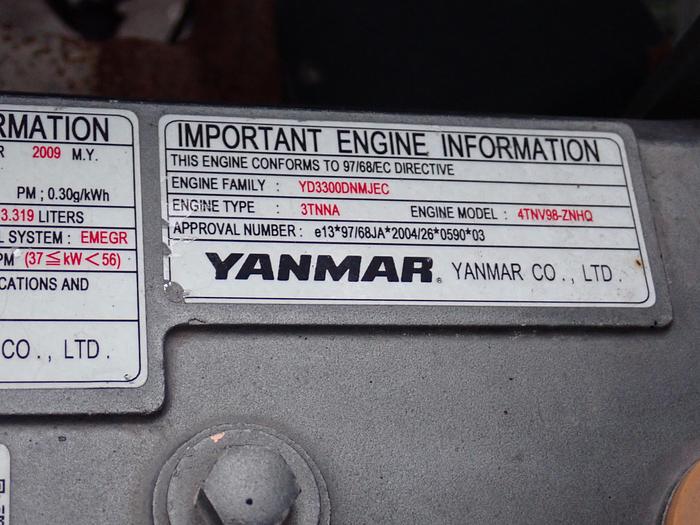 RMATION
R 2009 M.Y.
PM ; 0.30g/kWh
3.319 LITERS
L SYSTEM : EMEGR
PM (37≦kW<56)
CATIONS AND
CO., LTD.
IMPORTANT ENGINE INFORMATION
THIS ENGINE CONFORMS TO 97/68/EC DIRECTIVE
ENGINE FAMILY : YD3300DNMJEC
ENGINE TYPE : 3TNNA ENGINE MODEL : 4TNV98-ZNHQ
APPROVAL NUMBER : e13*97/68JA*2004/26*0590*03
YANMAR® YANMAR CO., LTD.